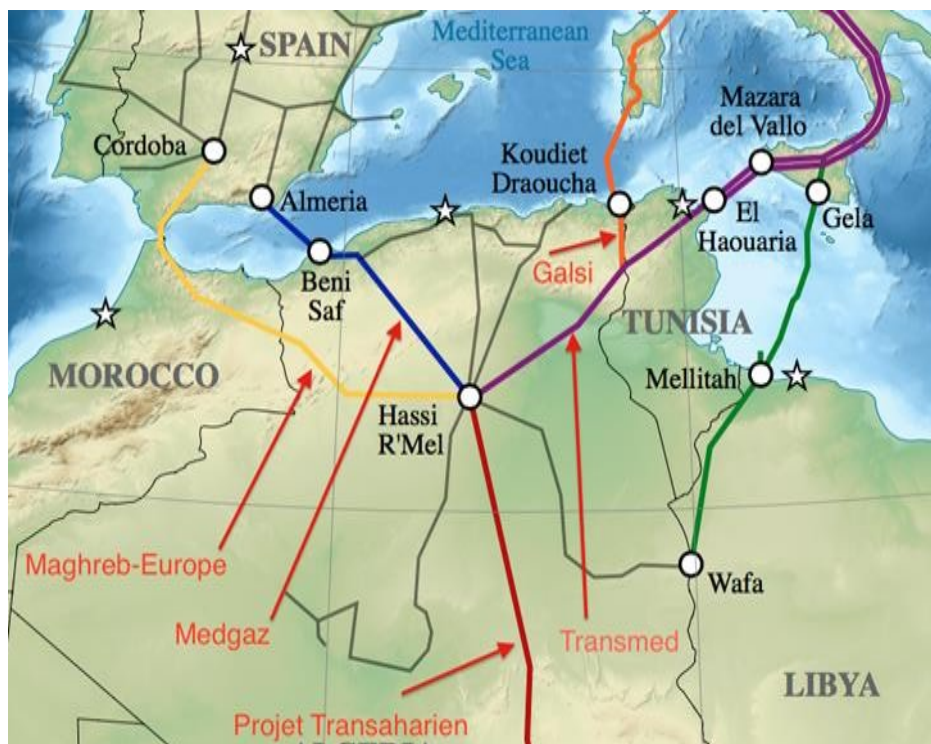 SPAIN
Mediterranean
Sea
Cordoba
Mazara
del Vallo
Koudiet
Draoucha
Almeria
El
Haouaria
Gela
Galsi
Beni
Saf
TUNISIA
MOROCCO
Mellitah
Hassi
R'Mel
Maghreb-Europe
Wafa
Medgaz
Transmed
LIBYA
Projet Transaharien